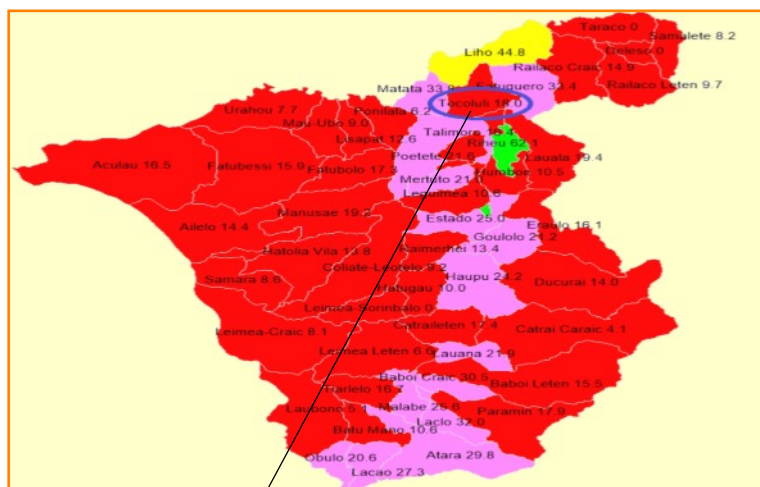 Taraco 0
Samulete 8.2
Liho 44.8
Deleso 0
Railaco Craic 14.9
Matata 33.9
Fatuquero 33.4
Railaco Leten 9.7
Urahou 7.7
Ponilala 6.2
Tocoluli 18.0
Mau-Ubo 9.0
Talimoro 16.4
Lisapat 12.6
Riheu 62.1
Aculau 16.5
Fatubessi 15.9
Fatubolo 17.3
Poetete 21.6
Lauala 19.4
Humboe 10.5
Mertuto 21.0
Leguimea 10.6
Manusae 19.2
Estado 25.0
Eraulo 16.1
Ailelo 14.4
Goulolo 21.2
Hatolia Vila 13.8
Raimerhei 13.4
Coliate-Leotelo 9.2
Samara 8.6
Haupu 24.2
Hatugau 10.0
Ducurai 14.0
Leimea-Sorinbalo 0
Leimea-Craic 8.1
Catraileten 12.4
Catrai Caraic 4.1
Leimea Leten 6.6
Lauana 21.9
Baboi Craic 30.5
Tiarlelo 16.7
Baboi Leten 15.5
Laubono 5.1
Malabe 25.6
Paramin 17.9
Laclo 32.0
Batu Mano 10.6
Obulo 20.6
Atara 29.8
Lacao 27.3